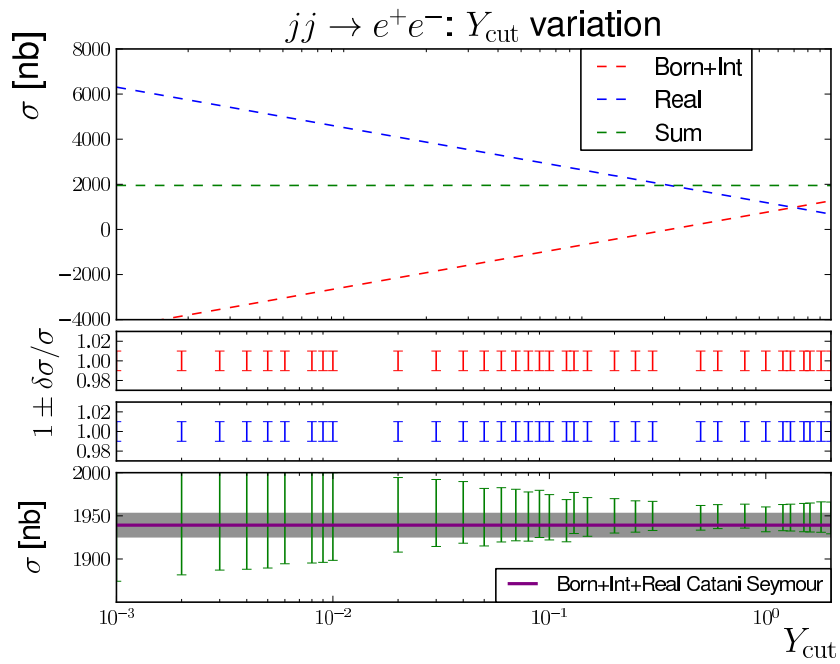 jj → e⁺e⁻: Y_cut variation
σ [nb]
8000
6000
4000
2000
0
−2000
−4000
Born+Int
Real
Sum
1 ± δσ/σ
1.02
1.00
0.98
1.02
1.00
0.98
σ [nb]
2000
1950
1900
Born+Int+Real Catani Seymour
10⁻³
10⁻²
10⁻¹
10⁰
Y_cut